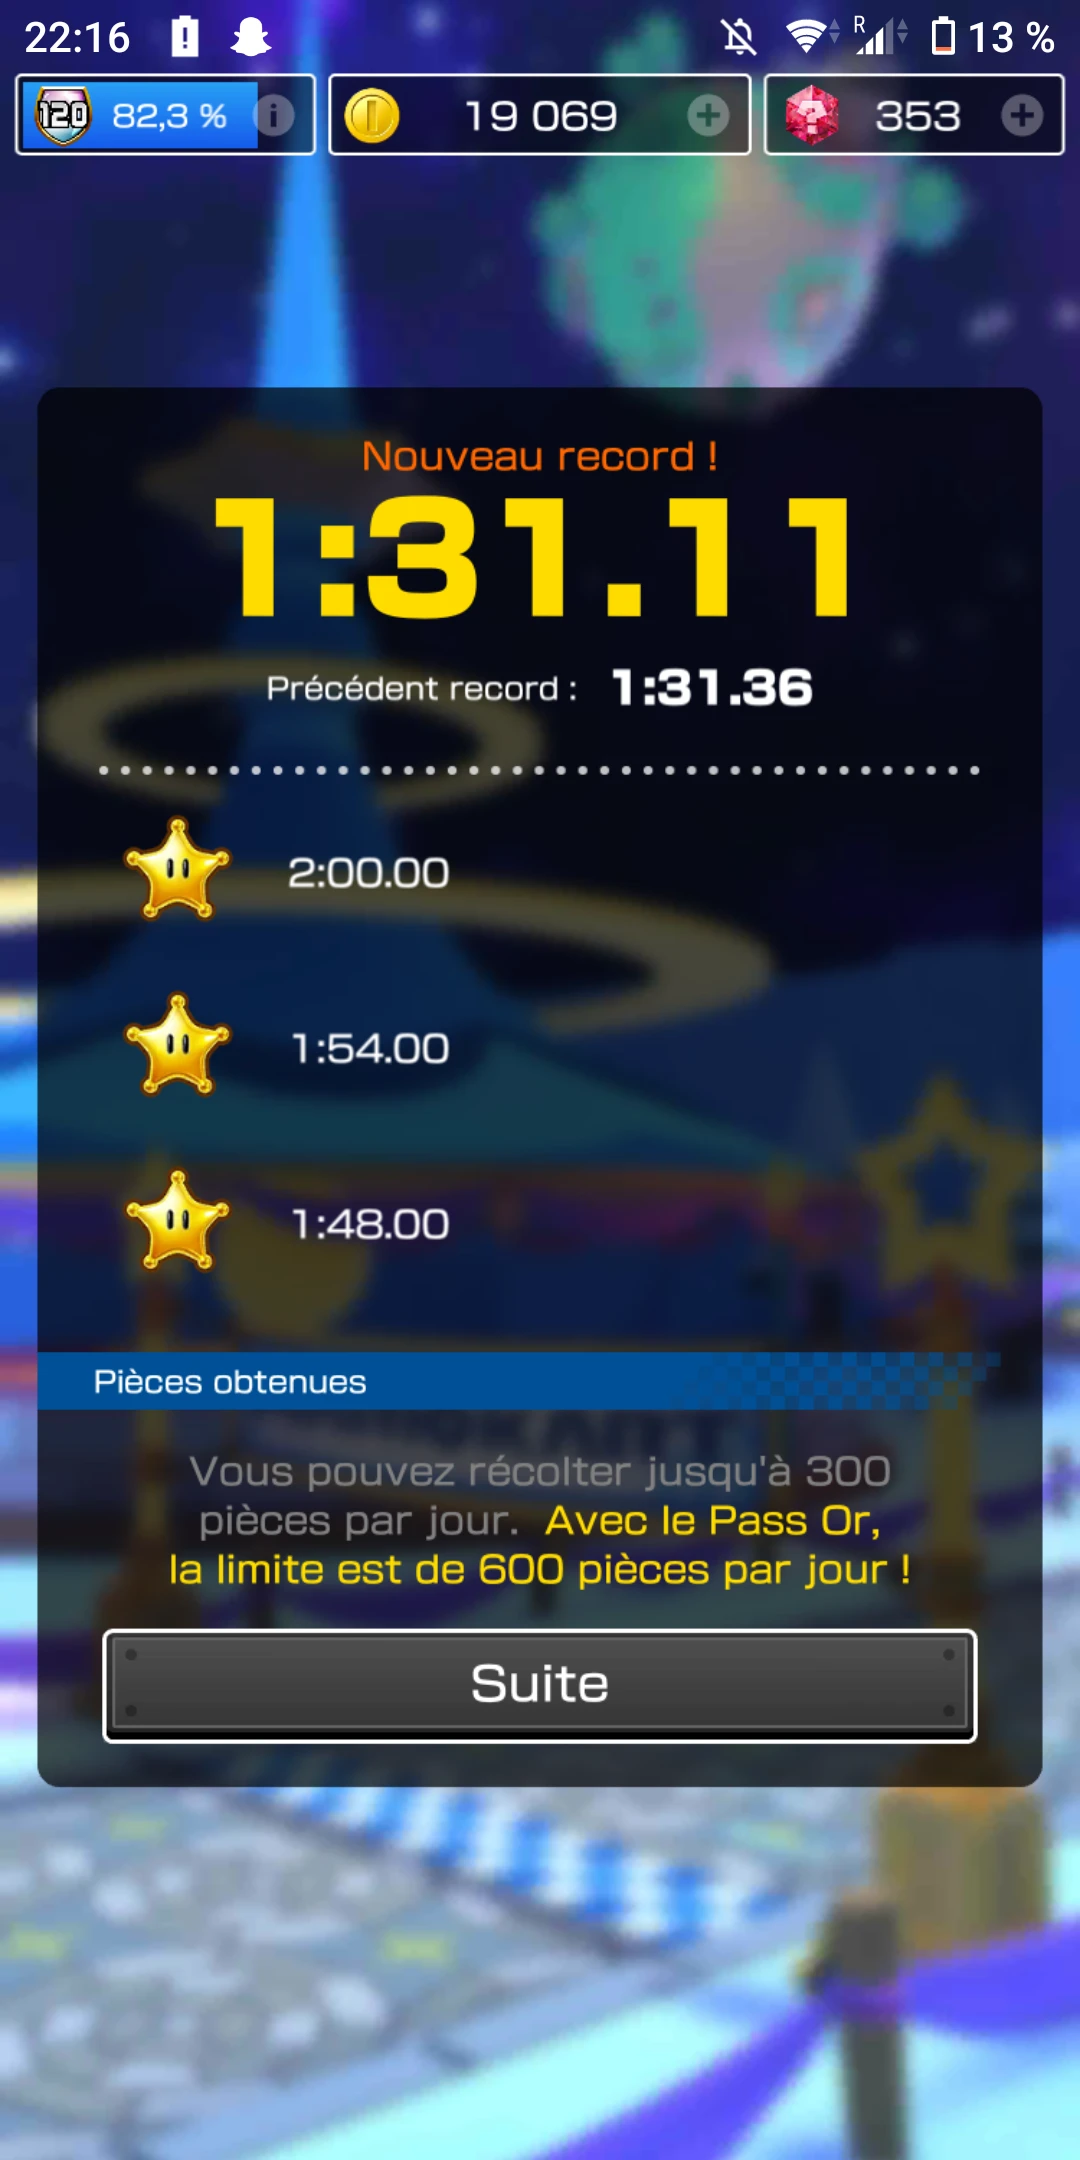 22:16 R 13 %
120 82,3 % i 19 069 + 353 +
Nouveau record !
1:31.11
Précédent record : 1:31.36
2:00.00
1:54.00
1:48.00
Pièces obtenues
Vous pouvez récolter jusqu'à 300
pièces par jour. Avec le Pass Or,
la limite est de 600 pièces par jour !
Suite